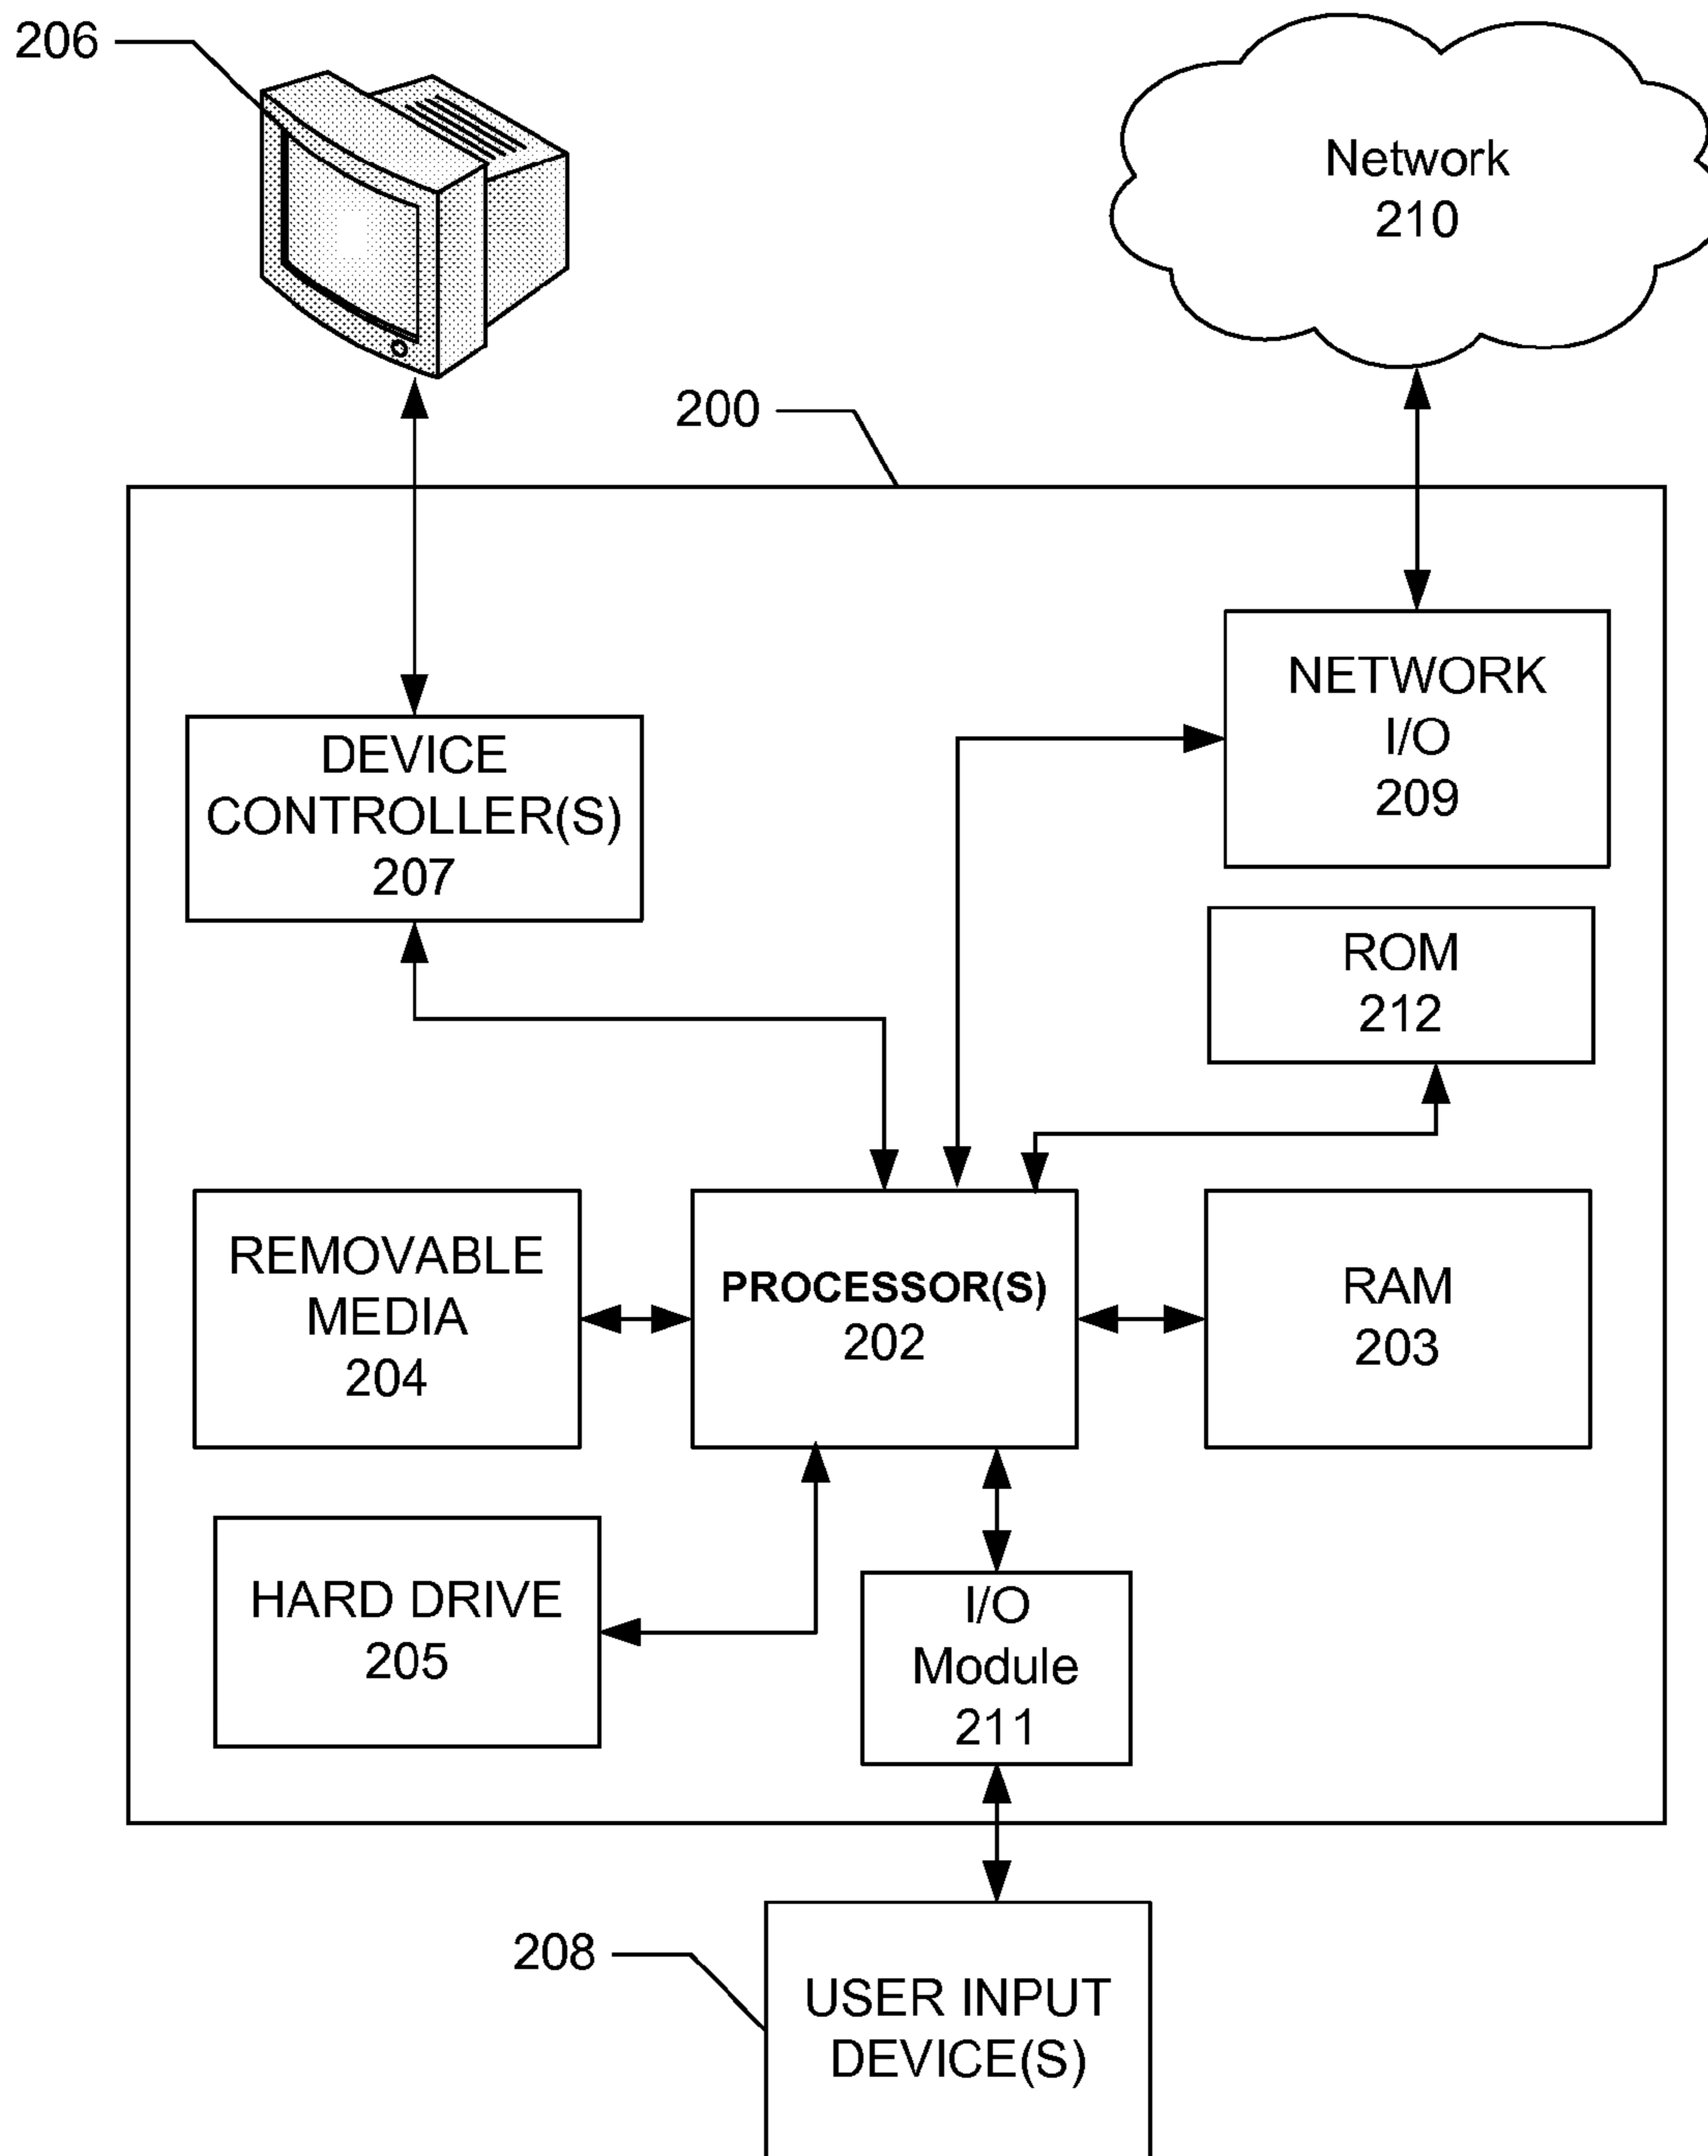 206
Network
210
200
DEVICE
CONTROLLER(S)
207
NETWORK
I/O
209
ROM
212
REMOVABLE
MEDIA
204
PROCESSOR(S)
202
RAM
203
HARD DRIVE
205
I/O
Module
211
208
USER INPUT
DEVICE(S)